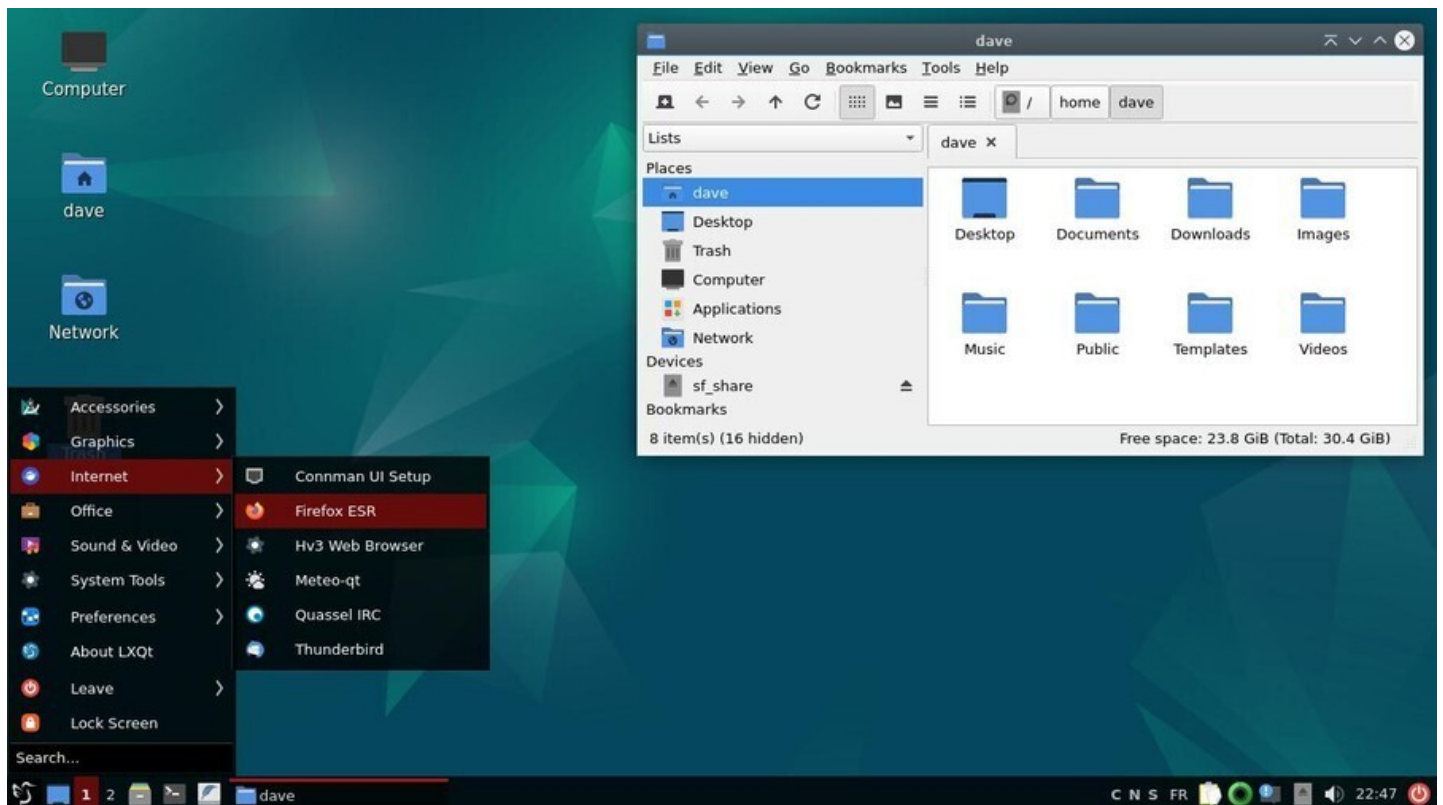 Computer
dave
Network
Trash
dave
File Edit View Go Bookmarks Tools Help
/ home dave
Lists
dave
Places
dave
Desktop
Trash
Computer
Applications
Network
Devices
sf_share
Bookmarks
Desktop Documents Downloads Images
Music Public Templates Videos
8 item(s) (16 hidden) Free space: 23.8 GiB (Total: 30.4 GiB)
Accessories
Graphics
Internet
Office
Sound & Video
System Tools
Preferences
About LXQt
Leave
Lock Screen
Search...
Connman UI Setup
Firefox ESR
Hv3 Web Browser
Meteo-qt
Quassel IRC
Thunderbird
1 2 dave C N S FR 22:47